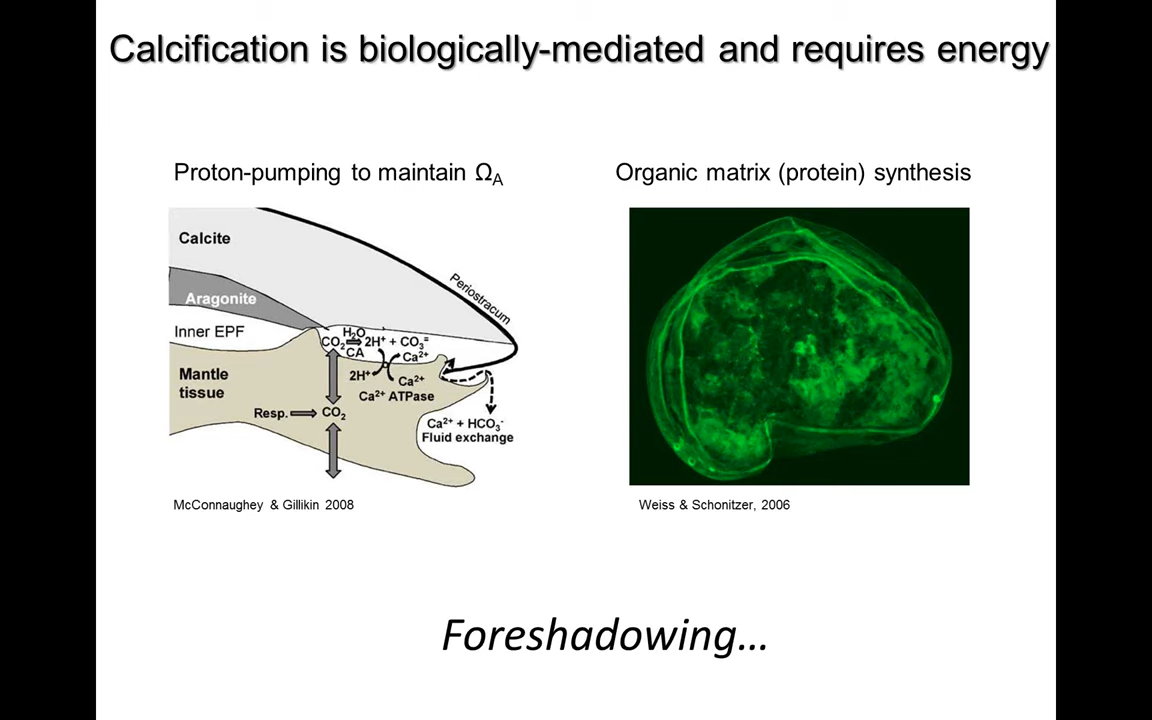 Calcification is biologically-mediated and requires energy
Proton-pumping to maintain Ω_A
Organic matrix (protein) synthesis
Calcite
Periostracum
Aragonite
Inner EPF
H₂O
CO₂ ⇒ 2H⁺ + CO₃⁼
CA
Ca²⁺
Mantle
tissue
2H⁺
Ca²⁺
Ca²⁺ ATPase
Resp. ⇒ CO₂
Ca²⁺ + HCO₃⁻
Fluid exchange
McConnaughey & Gillikin 2008
Weiss & Schonitzer, 2006
Foreshadowing...